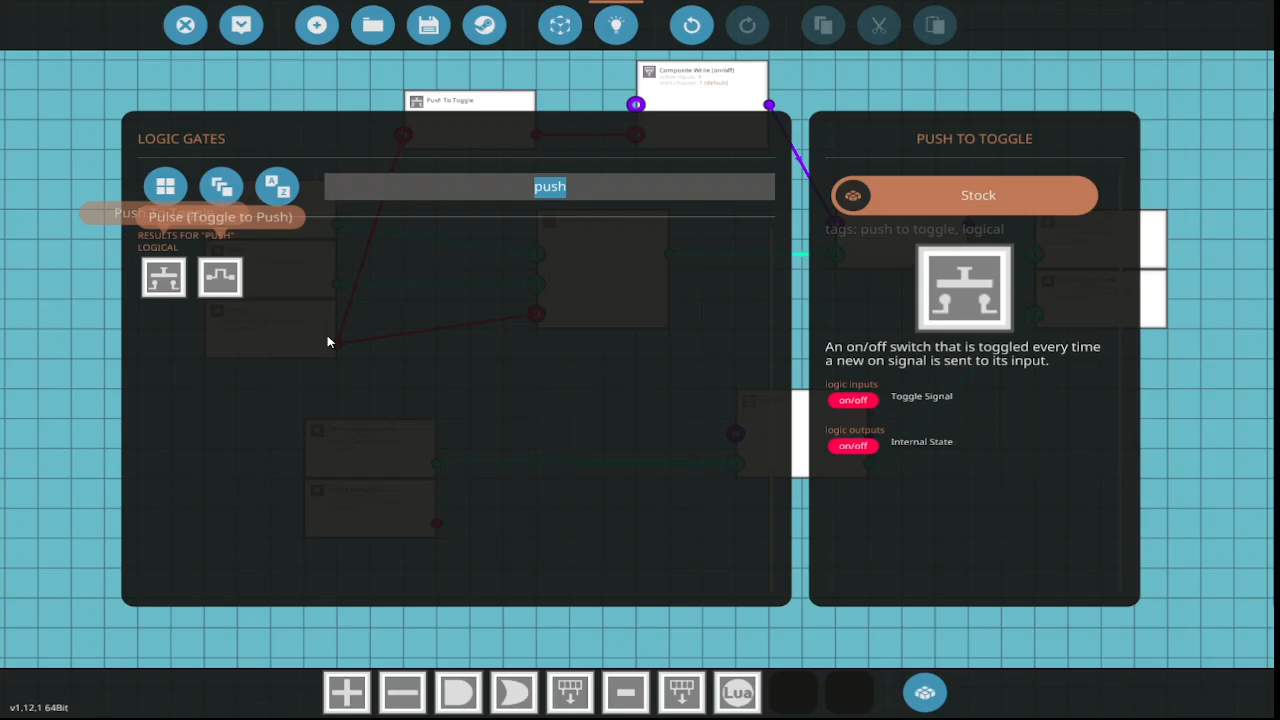 Composite Write (on/off)
Push To Toggle
LOGIC GATES
PUSH TO TOGGLE
A
Z
push
Stock
Push
Pulse (Toggle to Push)
tags: push to toggle, logical
RESULTS FOR "PUSH"
LOGICAL
An on/off switch that is toggled every time
a new on signal is sent to its input.
logic inputs
on/off
Toggle Signal
logic outputs
on/off
Internal State
Lua
v1.12.1 64Bit